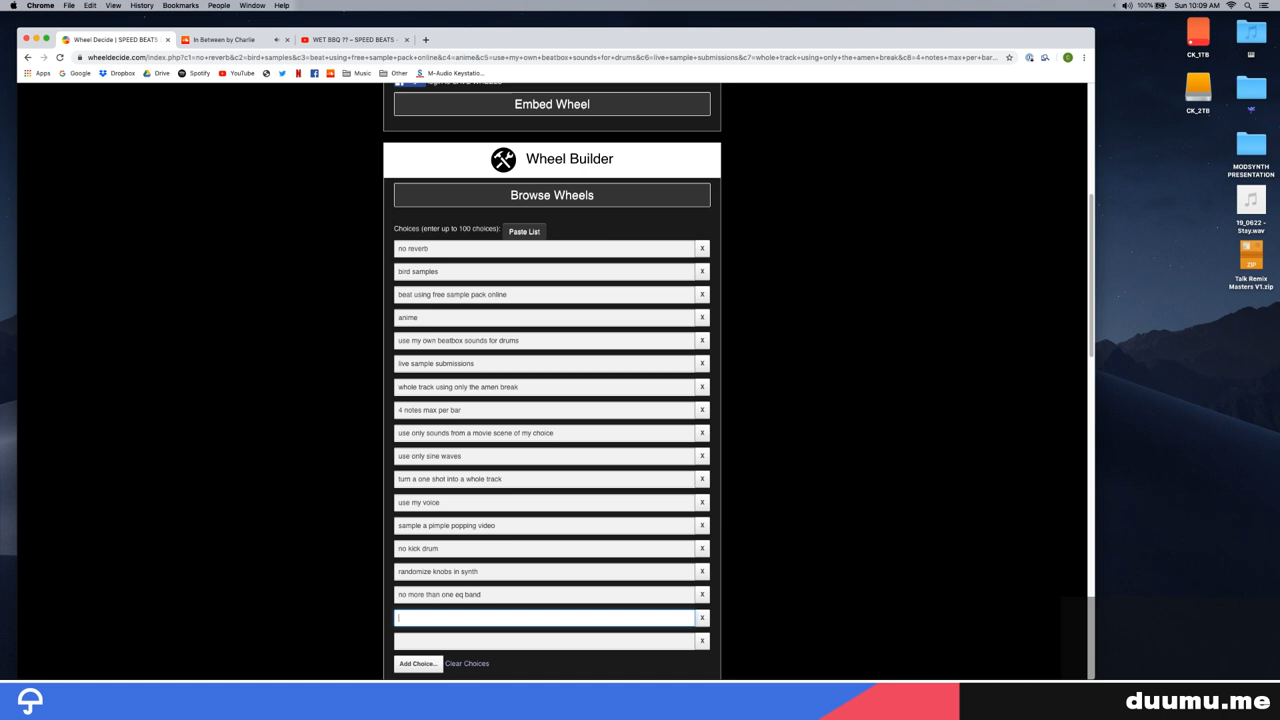 Chrome File Edit View History Bookmarks People Window Help
100% Sun 10:09 AM
Wheel Decide | SPEED BEATS × In Between by Charlie × WET BBQ ?? – SPEED BEATS - × +
wheeldecide.com/index.php?c1=no+reverb&c2=bird+samples&c3=beat+using+free+sample+pack+online&c4=anime&c5=use+my+own+beatbox+sounds+for+drums&c6=live+sample+submissions&c7=whole+track+using+only+the+amen+break&c8=4+notes+max+per+bar...
Apps Google Dropbox Drive Spotify YouTube Music Other M-Audio Keystatio...
Embed Wheel
Wheel Builder
Browse Wheels
Choices (enter up to 100 choices): Paste List
no reverb X
bird samples X
beat using free sample pack online X
anime X
use my own beatbox sounds for drums X
live sample submissions X
whole track using only the amen break X
4 notes max per bar X
use only sounds from a movie scene of my choice X
use only sine waves X
turn a one shot into a whole track X
use my voice X
sample a pimple popping video X
no kick drum X
randomize knobs in synth X
no more than one eq band X
X
X
Add Choice... Clear Choices
CK_1TB
CK_2TB
MODSYNTH PRESENTATION
19_0622 - Stay.wav
ZIP
Talk Remix Masters V1.zip
duumu.me